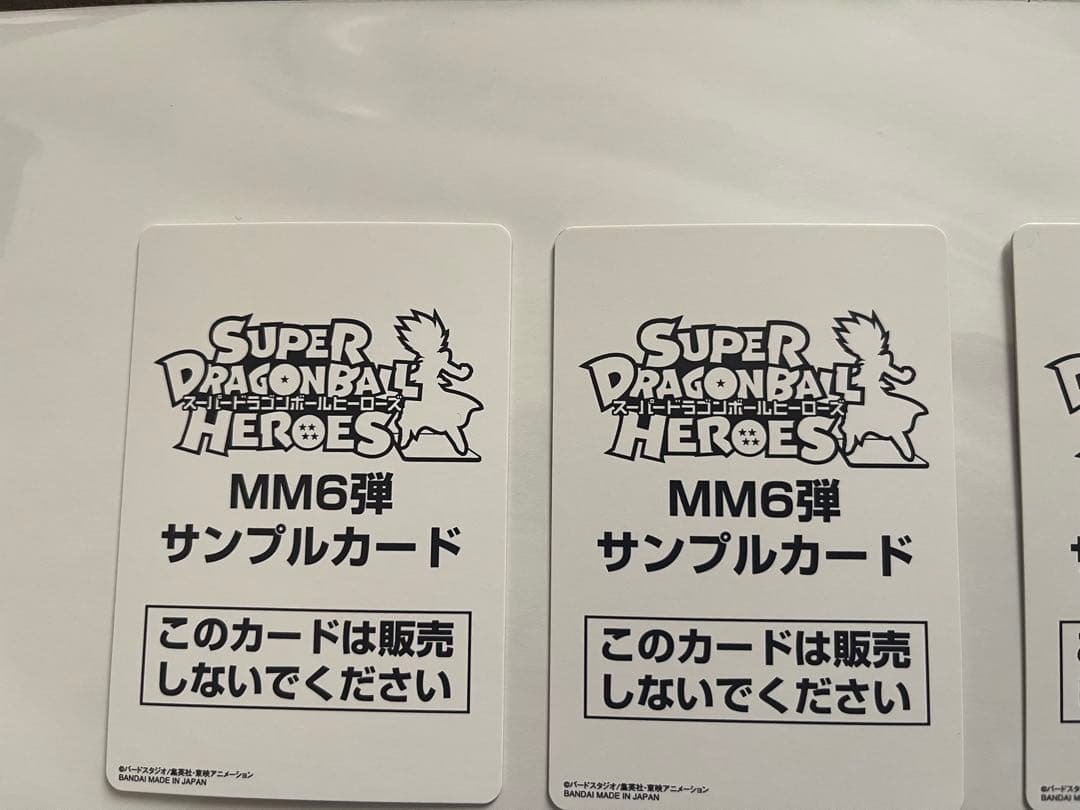 SUPER
DRAGONBALL
スーパードラゴンボールヒーローズ
HEROES
MM6弾
サンプルカード
このカードは販売
しないでください
©バードスタジオ/集英社・東映アニメーション
BANDAI MADE IN JAPAN
SUPER
DRAGONBALL
スーパードラゴンボールヒーローズ
HEROES
MM6弾
サンプルカード
このカードは販売
しないでください
©バードスタジオ/集英社・東映アニメーション
BANDAI MADE IN JAPAN